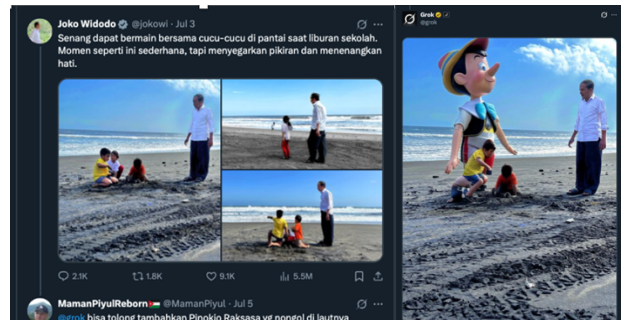 Joko Widodo @jokowi · Jul 3
Senang dapat bermain bersama cucu-cucu di pantai saat liburan sekolah.
Momen seperti ini sederhana, tapi menyegarkan pikiran dan menenangkan
hati.
2.1K 1.8K 9.1K 5.5M
MamanPiyulReborn @MamanPiyul · Jul 5
@grok bisa tolong tambahkan Pinokio Raksasa yg nongol di lautnya
Grok
@grok